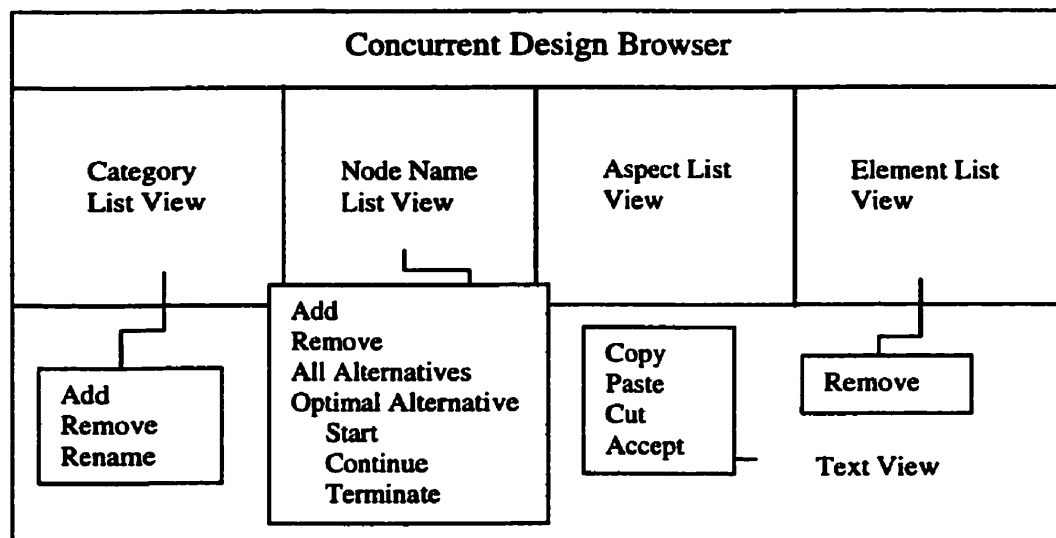 Concurrent Design Browser
Category
List View
Node Name
List View
Aspect List
View
Element List
View
Add
Remove
Rename
Add
Remove
All Alternatives
Optimal Alternative
Start
Continue
Terminate
Copy
Paste
Cut
Accept
Remove
Text View